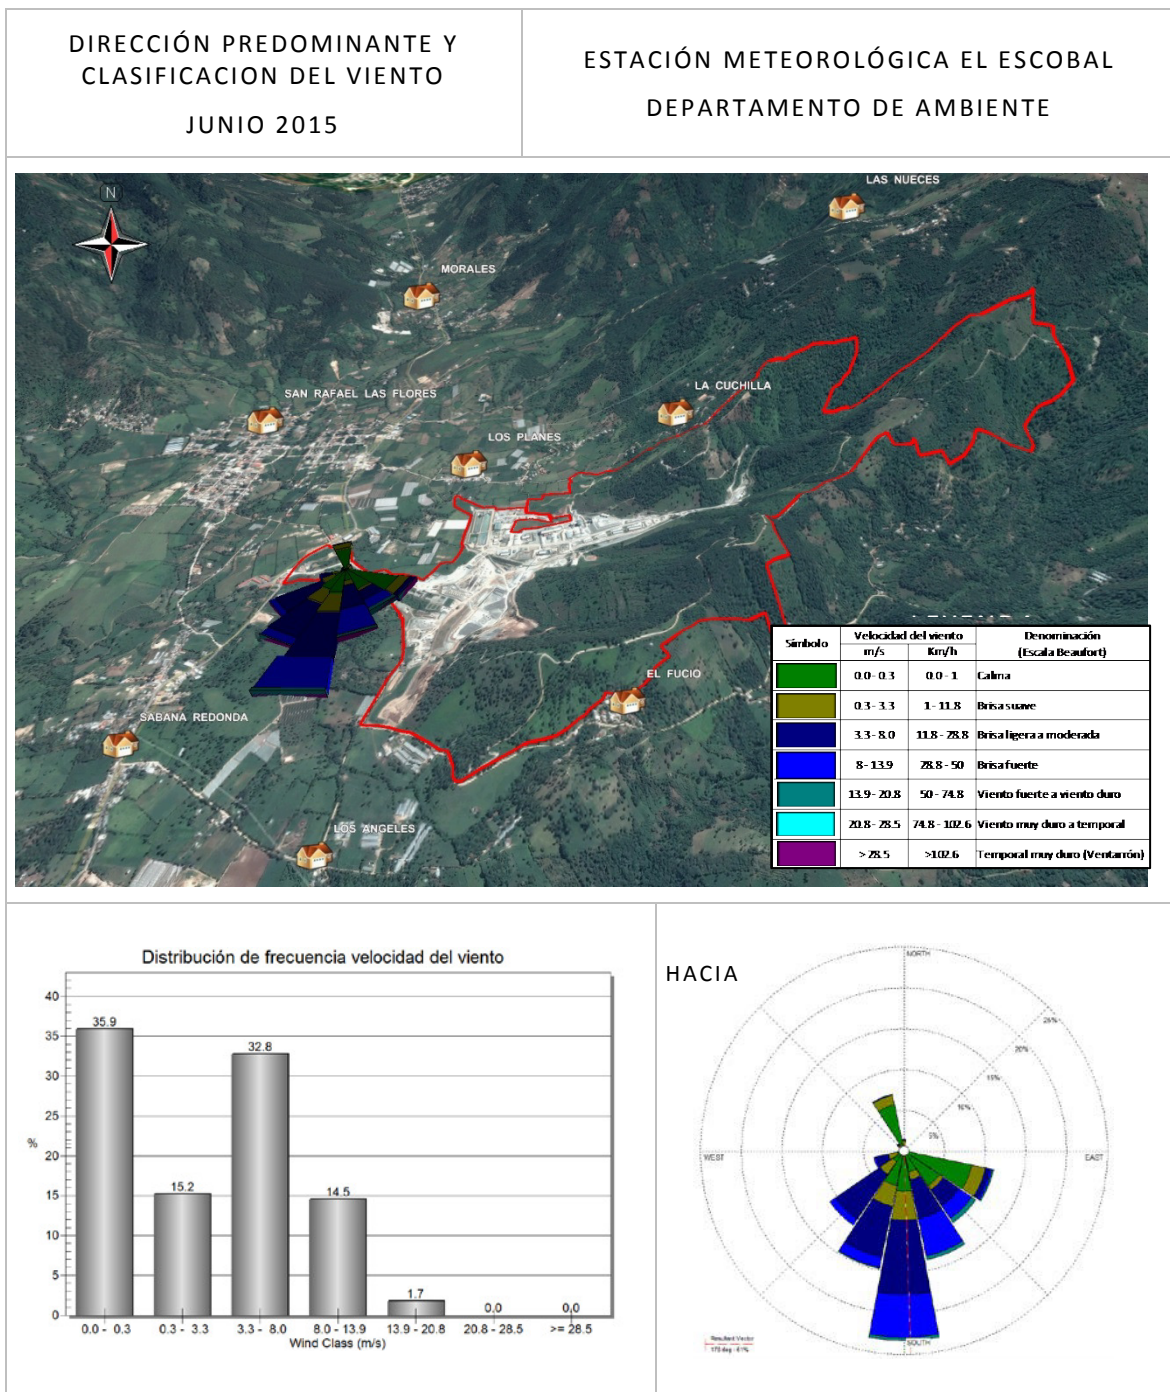 DIRECCIÓN PREDOMINANTE Y
CLASIFICACION DEL VIENTO
JUNIO 2015
ESTACIÓN METEOROLÓGICA EL ESCOBAL
DEPARTAMENTO DE AMBIENTE
N
LAS NUECES
MORALES
SAN RAFAEL LAS FLORES
LA CUCHILLA
LOS PLANES
EL FUCIO
SABANA REDONDA
LOS ANGELES
Símbolo Velocidad del viento Denominación
m/s Km/h (Escala Beaufort)
0.0 - 0.3 0.0 - 1 Calma
0.3 - 3.3 1 - 11.8 Brisa suave
3.3 - 8.0 11.8 - 28.8 Brisa ligera a moderada
8 - 13.9 28.8 - 50 Brisa fuerte
13.9 - 20.8 50 - 74.8 Viento fuerte a viento duro
20.8 - 28.5 74.8 - 102.6 Viento muy duro a temporal
> 28.5 >102.6 Temporal muy duro (Ventarrón)
Distribución de frecuencia velocidad del viento
40
35
30
25
20
15
10
5
0
%
35.9
15.2
32.8
14.5
1.7
0.0
0.0
0.0 - 0.3 0.3 - 3.3 3.3 - 8.0 8.0 - 13.9 13.9 - 20.8 20.8 - 28.5 >= 28.5
Wind Class (m/s)
HACIA
NORTH
25%
20%
15%
10%
5%
WEST
EAST
SOUTH
Resultant Vector